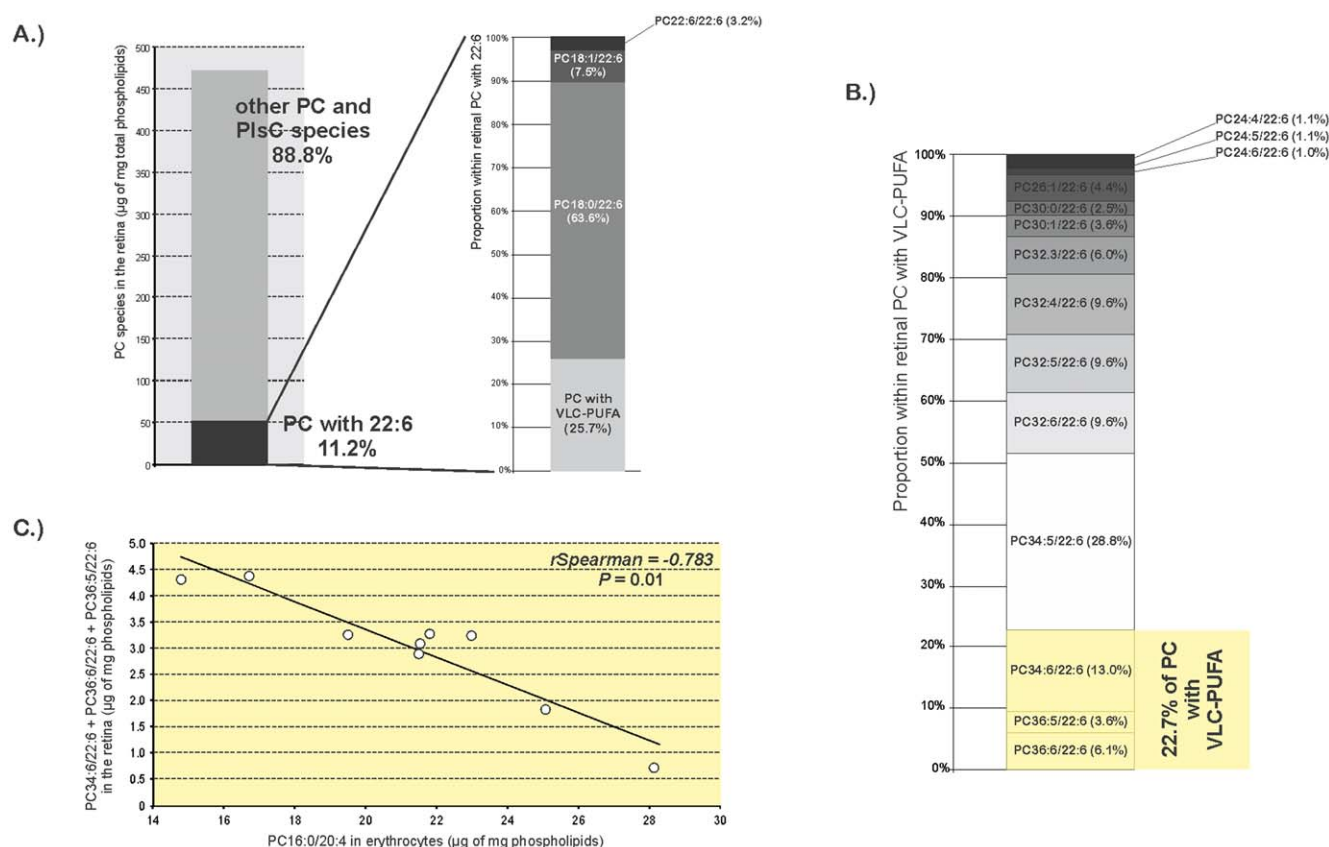 A.)
PC species in the retina (µg of mg total phospholipids)
500
450
400
350
300
250
200
150
100
50
0
other PC and
PlsC species
88.8%
PC with 22:6
11.2%
Proportion within retinal PC with 22:6
100%
90%
80%
70%
60%
50%
40%
30%
20%
10%
0%
PC22:6/22:6 (3.2%)
PC18:1/22:6
(7.5%)
PC18:0/22:6
(63.6%)
PC with
VLC-PUFA
(25.7%)
B.)
Proportion within retinal PC with VLC-PUFA
100%
90%
80%
70%
60%
50%
40%
30%
20%
10%
0%
PC24:4/22:6 (1.1%)
PC24:5/22:6 (1.1%)
PC24:6/22:6 (1.0%)
PC26:1/22:6 (4.4%)
PC30:0/22:6 (2.5%)
PC30:1/22:6 (3.6%)
PC32.3/22:6 (6.0%)
PC32:4/22:6 (9.6%)
PC32:5/22:6 (9.6%)
PC32:6/22:6 (9.6%)
PC34:5/22:6 (28.8%)
PC34:6/22:6 (13.0%)
PC36:5/22:6 (3.6%)
PC36:6/22:6 (6.1%)
22.7% of PC
with
VLC-PUFA
C.)
PC34:6/22:6 + PC36:6/22:6 + PC36:5/22:6
in the retina (µg of mg phospholipids)
5.0
4.5
4.0
3.5
3.0
2.5
2.0
1.5
1.0
0.5
0
rSpearman = -0.783
P = 0.01
14
16
18
20
22
24
26
28
30
PC16:0/20:4 in erythrocytes (µg of mg phospholipids)